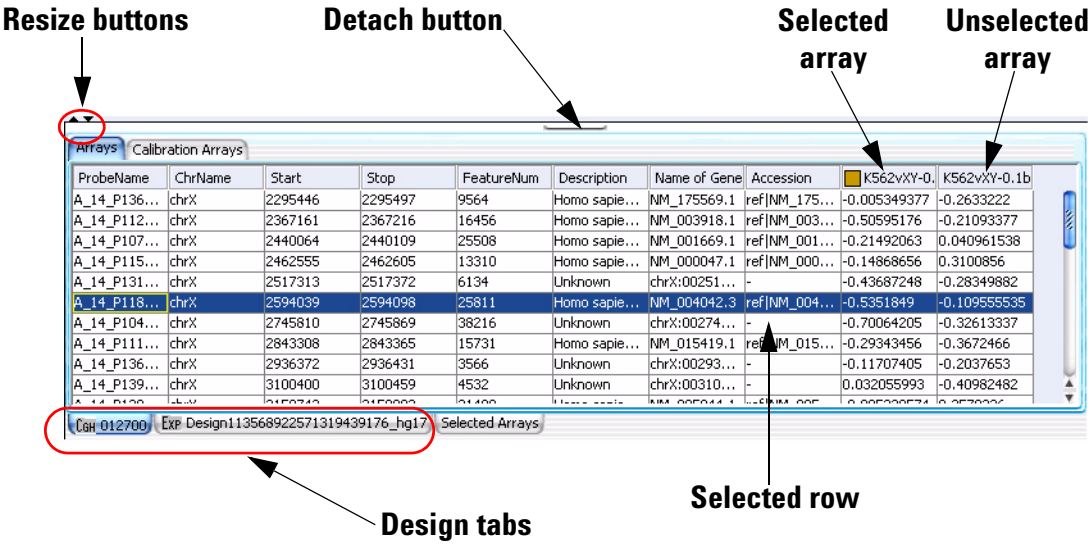 Resize buttons Detach button Selected array Unselected array
Arrays Calibration Arrays
ProbeName ChrName Start Stop FeatureNum Description Name of Gene Accession K562vXY-0. K562vXY-0.1b
A_14_P136... chrX 2295446 2295497 9564 Homo sapie... NM_175569.1 ref|NM_175... -0.005349377 -0.2633222
A_14_P112... chrX 2367161 2367216 16456 Homo sapie... NM_003918.1 ref|NM_003... -0.50595176 -0.21093377
A_14_P107... chrX 2440064 2440109 25508 Homo sapie... NM_001669.1 ref|NM_001... -0.21492063 0.040961538
A_14_P115... chrX 2462555 2462605 13310 Homo sapie... NM_000047.1 ref|NM_000... -0.14868656 0.3100856
A_14_P131... chrX 2517313 2517372 6134 Unknown chrX:00251... - -0.43687248 -0.28349882
A_14_P118... chrX 2594039 2594098 25811 Homo sapie... NM_004042.3 ref|NM_004... -0.5351849 -0.109555535
A_14_P104... chrX 2745810 2745869 38216 Unknown chrX:00274... - -0.70064205 -0.32613337
A_14_P111... chrX 2843308 2843365 15731 Homo sapie... NM_015419.1 ref|NM_015... -0.29343456 -0.3672466
A_14_P136... chrX 2936372 2936431 3566 Unknown chrX:00293... - -0.11707405 -0.2037653
A_14_P139... chrX 3100400 3100459 4532 Unknown chrX:00310... - 0.032055993 -0.40982482
CGH 012700 EXP Design113568922571319439176_hg17 Selected Arrays
Selected row
Design tabs